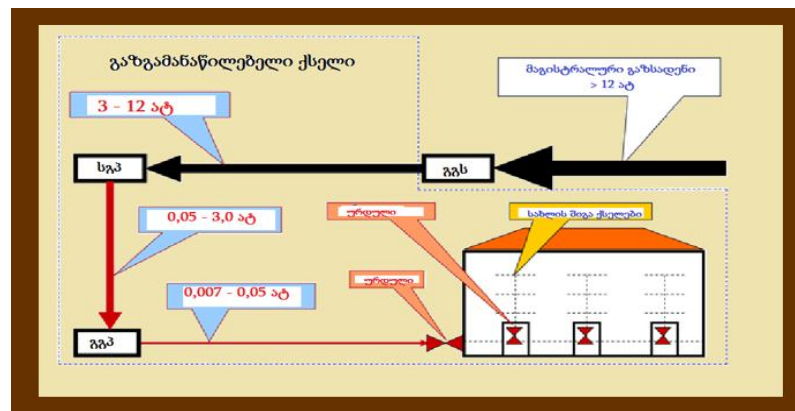 გაზგამანაწილებელი ქსელი
მაგისტრალური გაზსადენი
> 12 ატ
3 - 12 ატ
სგპ
გგს
0,05 - 3,0 ატ
ურდული
სახლის შიგა ქსელები
0,007 - 0,05 ატ
ურდული
გგპ